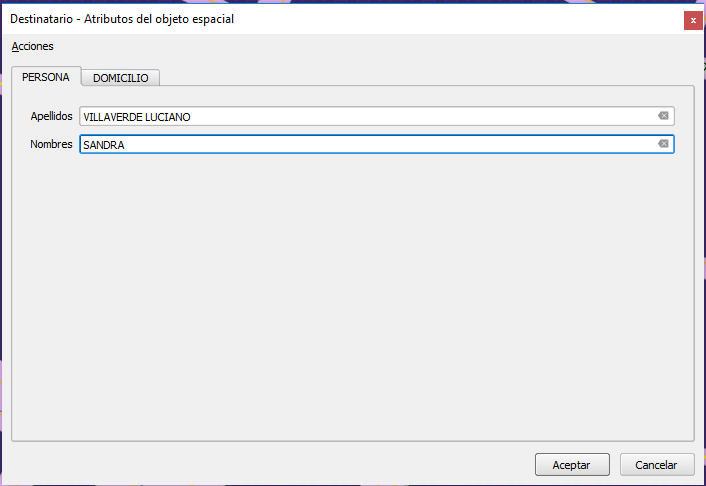 Destinatario - Atributos del objeto espacial
x
Acciones
PERSONA DOMICILIO
Apellidos VILLAVERDE LUCIANO
Nombres SANDRA
Aceptar Cancelar